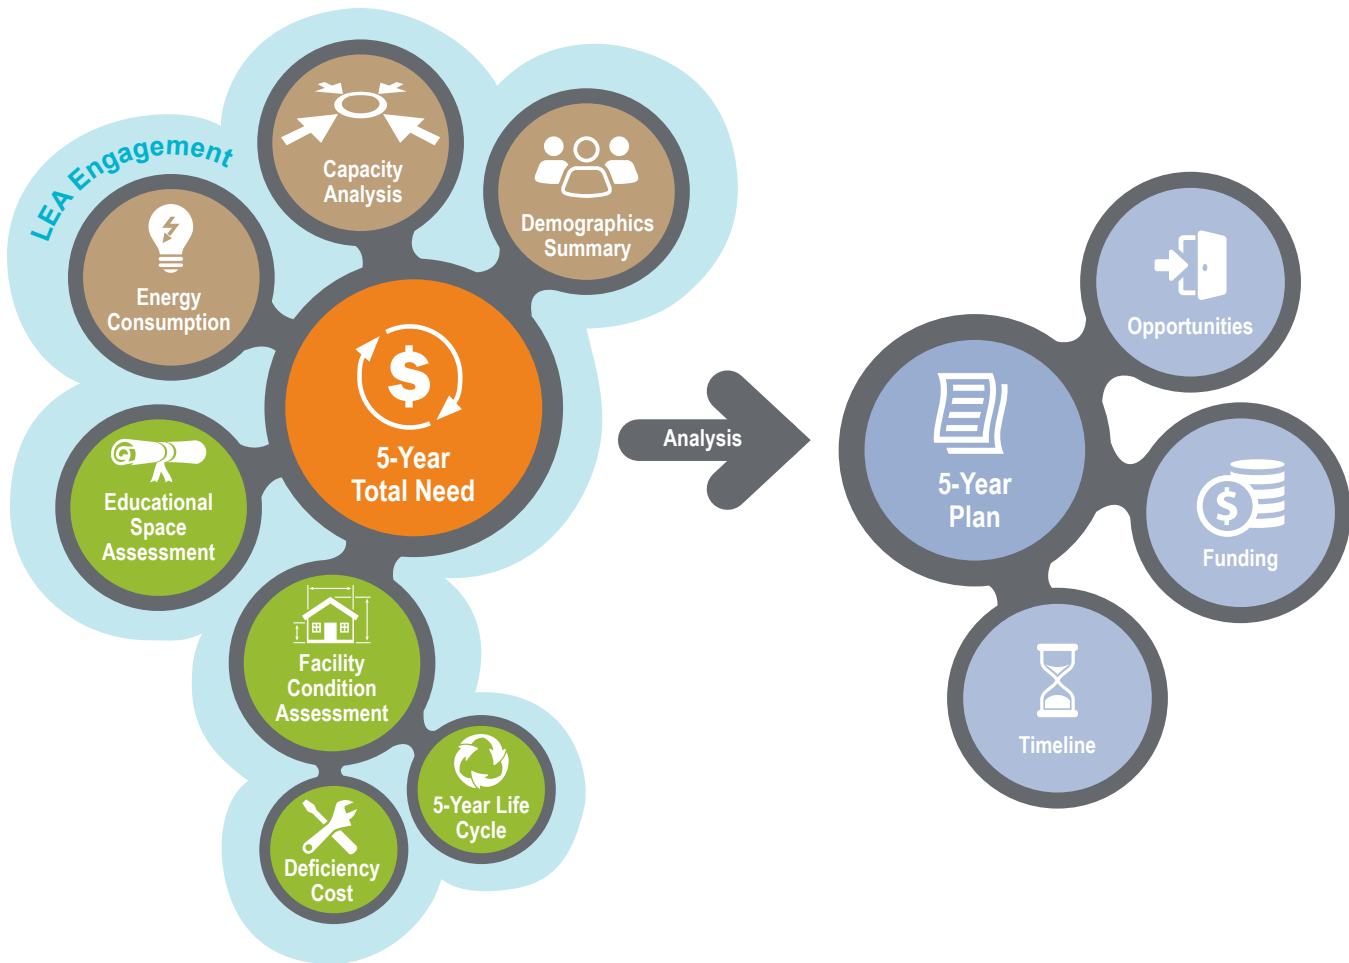 LEA Engagement
Capacity
Analysis
Demographics
Summary
Energy
Consumption
$
5-Year
Total Need
Educational
Space
Assessment
Facility
Condition
Assessment
5-Year Life
Cycle
Deficiency
Cost
Analysis
5-Year
Plan
Opportunities
$
Funding
Timeline